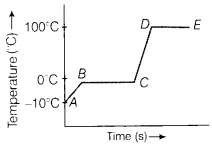 Temperature (°C) →
100°C
0°C
−10°C
A
B
C
D
E
Time (s) →